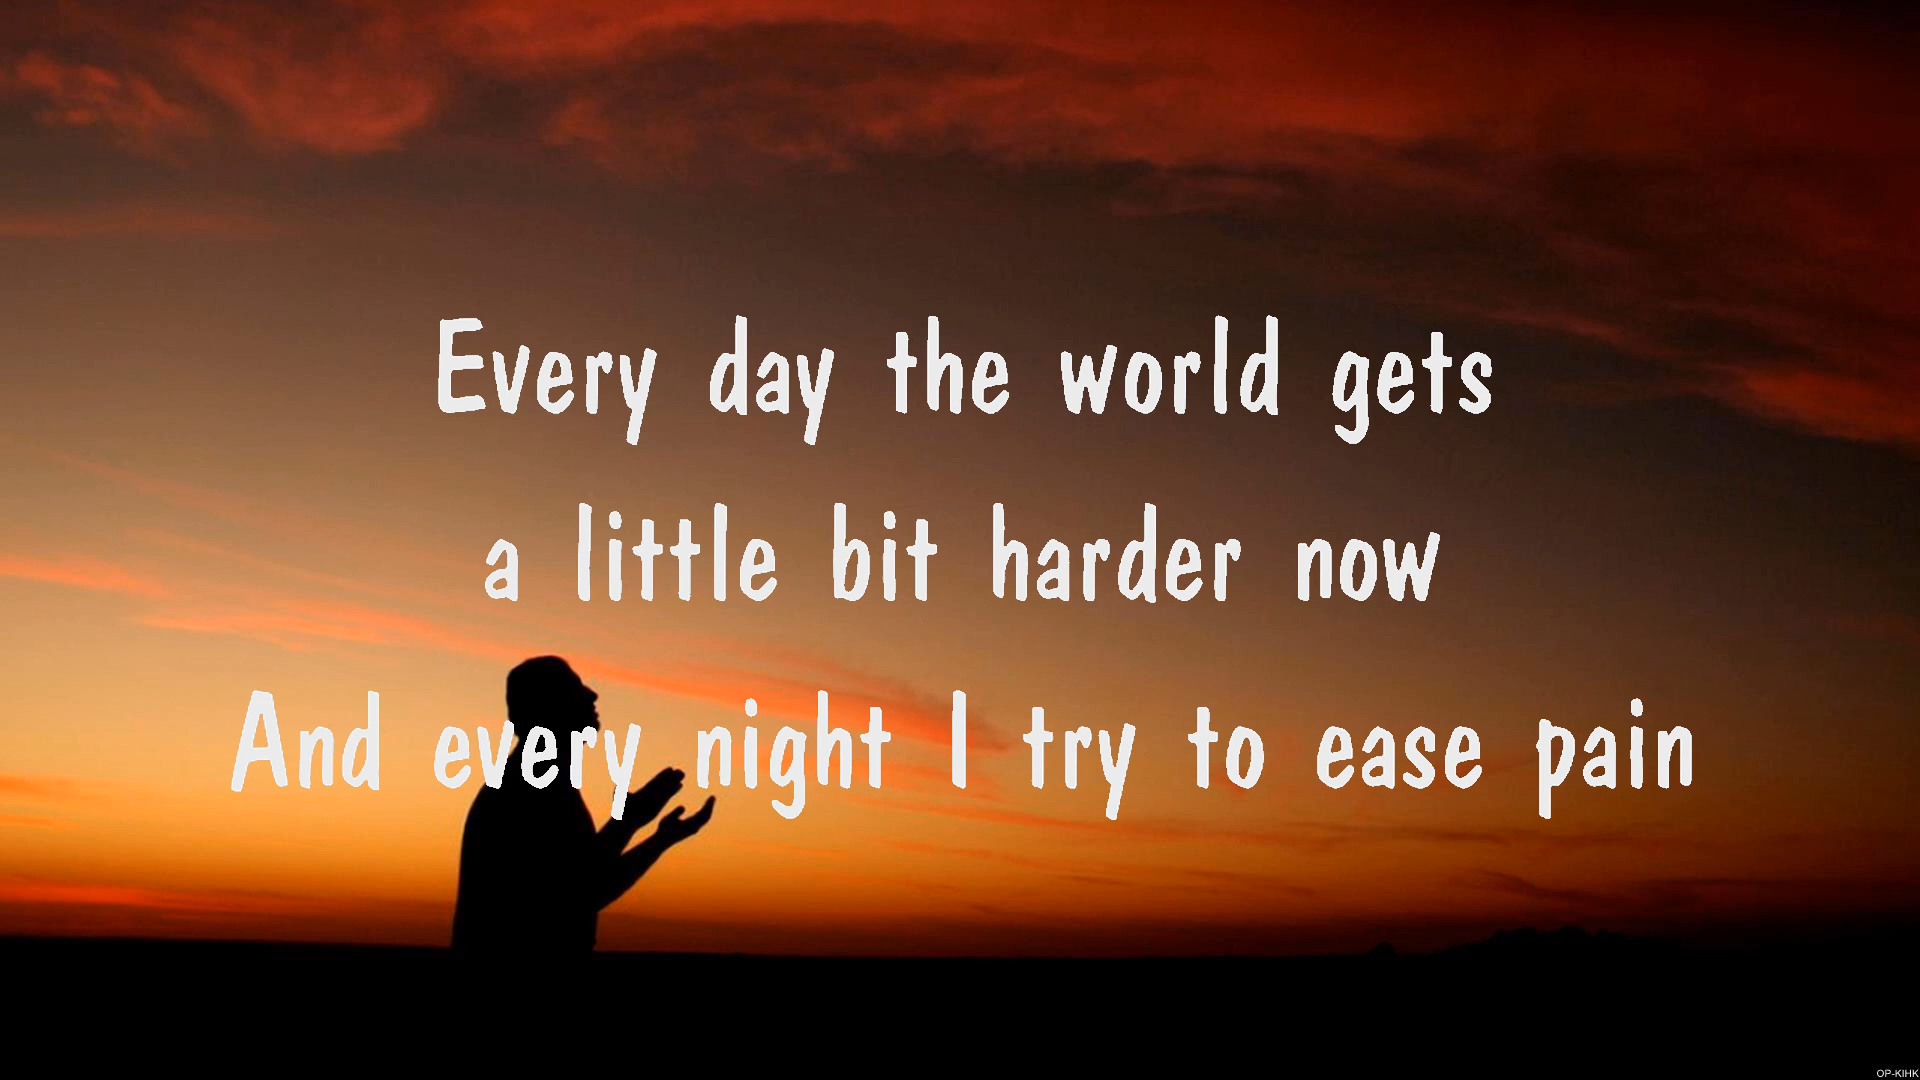 Every day the world gets
a little bit harder now
And every night I try to ease pain
OP-KIHK